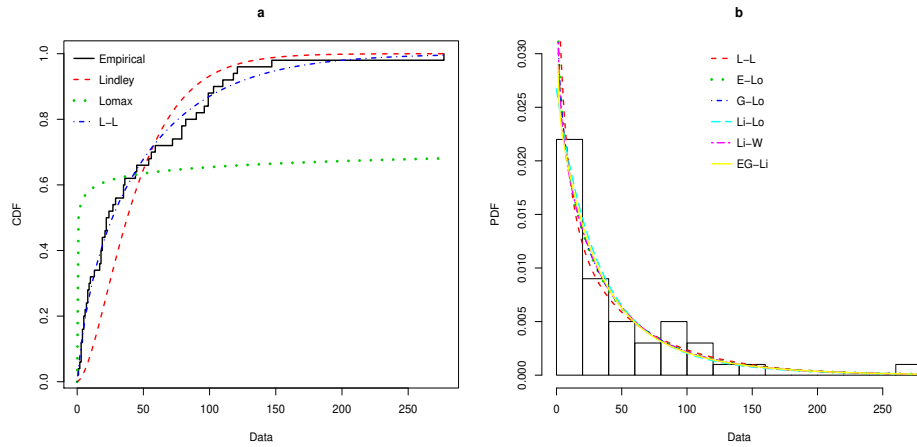 a
CDF
0.0
0.2
0.4
0.6
0.8
1.0
Empirical
Lindley
Lomax
L−L
0
50
100
150
200
250
Data
b
PDF
0.000
0.005
0.010
0.015
0.020
0.025
0.030
L−L
E−Lo
G−Lo
Li−Lo
Li−W
EG−Li
0
50
100
150
200
250
Data